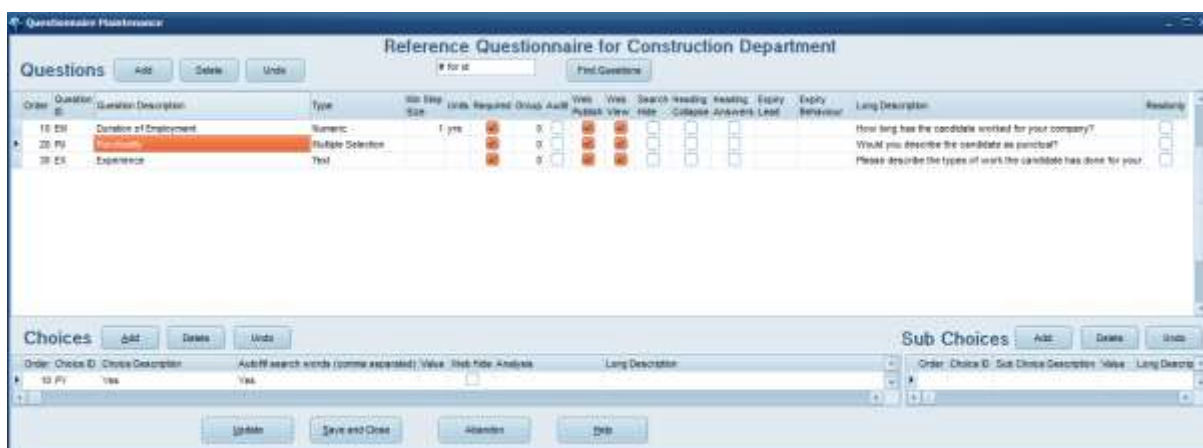 Questionnaire Maintenance
Reference Questionnaire for Construction Department
Questions Add Delete Undo # for id Find Questions
Order Question ID Question Description Type Min Step Size Units Required Group Audit Web Publish Web View Search Hide Heading Collapse Heading Answers Expiry Lead Expiry Behaviour Long Description Readonly
10 EM Duration of Employment Numeric 1 yrs 0 How long has the candidate worked for your company?
20 PU Punctuality Multiple Selection 0 Would you describe the candidate as punctual?
30 EX Experience Text 0 Please describe the types of work the candidate has done for your
Choices Add Delete Undo Sub Choices Add Delete Undo
Order Choice ID Choice Description Autofill search words (comma separated) Value Web Hide Analysis Long Description Order Choice ID Sub Choice Description Value Long Descrip
10 PY Yes Yes
Update Save and Close Abandon Help